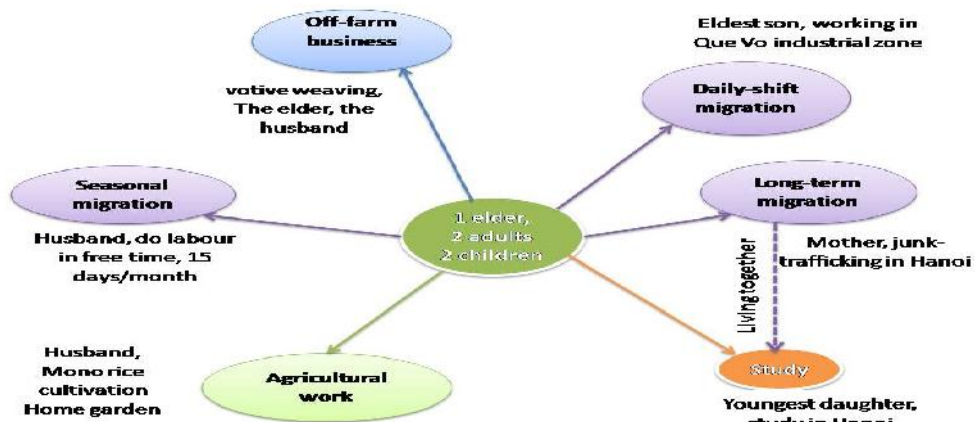 Off-farm
business
votive weaving,
The elder, the
husband
Eldest son, working in
Que Vo industrial zone
Daily-shift
migration
Seasonal
migration
Husband, do labour
in free time, 15
days/month
1 elder,
2 adults
2 children
Long-term
migration
Mother, junk-
trafficking in Hanoi
Living together
Husband,
Mono rice
cultivation
Home garden
Agricultural
work
Study
Youngest daughter,
study in Hanoi